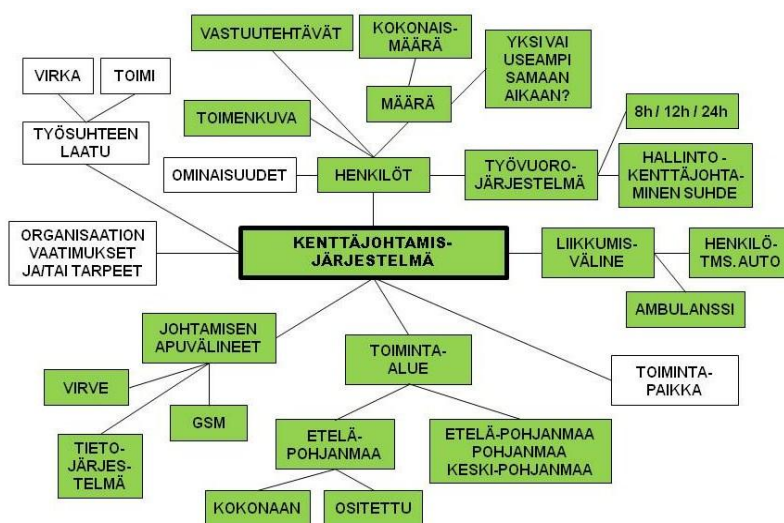 VASTUUTEHTÄVÄT
KOKONAIS-
MÄÄRÄ
YKSI VAI
USEAMPI
SAMAAN
AIKAAN?
VIRKA
TOIMI
TOIMENKUVA
MÄÄRÄ
8h / 12h / 24h
TYÖSUHTEEN
LAATU
OMINAISUUDET
HENKILÖT
TYÖVUORO-
JÄRJESTELMÄ
HALLINTO -
KENTTÄJOHTA-
MINEN SUHDE
ORGANISAATION
VAATIMUKSET
JA/TAI TARPEET
KENTTÄJOHTAMIS-
JÄRJESTELMÄ
LIIKKUMIS-
VÄLINE
HENKILÖ-
TMS. AUTO
AMBULANSSI
JOHTAMISEN
APUVÄLINEET
TOIMINTA-
ALUE
TOIMINTA-
PAIKKA
VIRVE
GSM
TIETO-
JÄRJES-
TELMÄ
ETELÄ-
POHJANMAA
ETELÄ-POHJANMAA
POHJANMAA
KESKI-POHJANMAA
KOKONAAN
OSITETTU